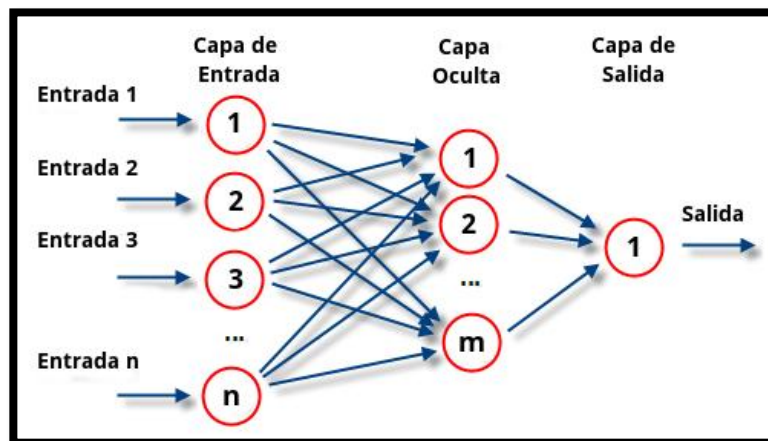 Capa de
Entrada
Capa
Oculta
Capa de
Salida
Entrada 1
1
Entrada 2
2
Entrada 3
3
...
Entrada n
n
1
2
...
m
1
Salida